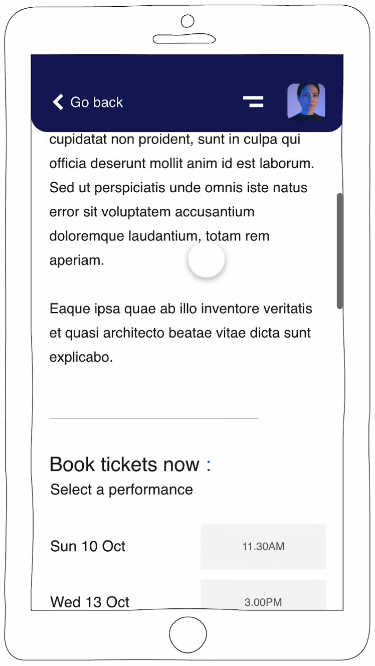 Go back
cupidatat non proident, sunt in culpa qui
officia deserunt mollit anim id est laborum.
Sed ut perspiciatis unde omnis iste natus
error sit voluptatem accusantium
doloremque laudantium, totam rem
aperiam.
Eaque ipsa quae ab illo inventore veritatis
et quasi architecto beatae vitae dicta sunt
explicabo.
Book tickets now :
Select a performance
Sun 10 Oct 11.30AM
Wed 13 Oct 3.00PM